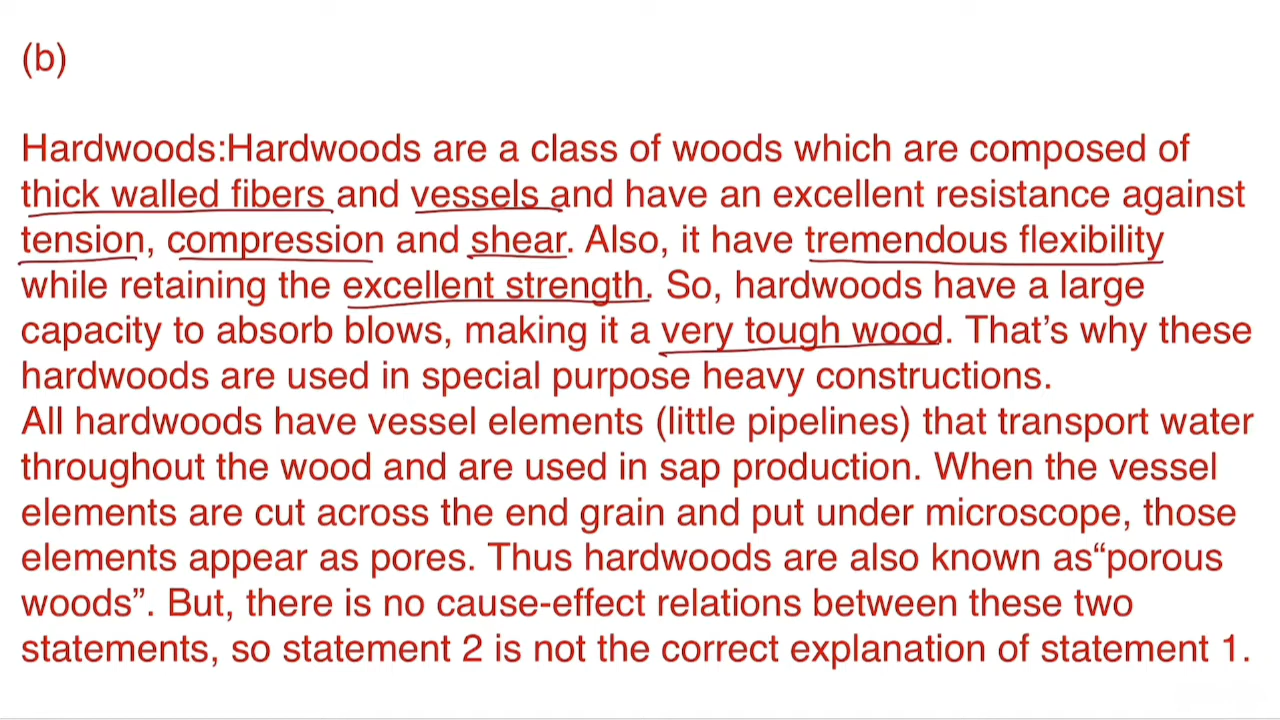 (b)
Hardwoods:Hardwoods are a class of woods which are composed of
thick walled fibers and vessels and have an excellent resistance against
tension, compression and shear. Also, it have tremendous flexibility
while retaining the excellent strength. So, hardwoods have a large
capacity to absorb blows, making it a very tough wood. That’s why these
hardwoods are used in special purpose heavy constructions.
All hardwoods have vessel elements (little pipelines) that transport water
throughout the wood and are used in sap production. When the vessel
elements are cut across the end grain and put under microscope, those
elements appear as pores. Thus hardwoods are also known as“porous
woods”. But, there is no cause-effect relations between these two
statements, so statement 2 is not the correct explanation of statement 1.